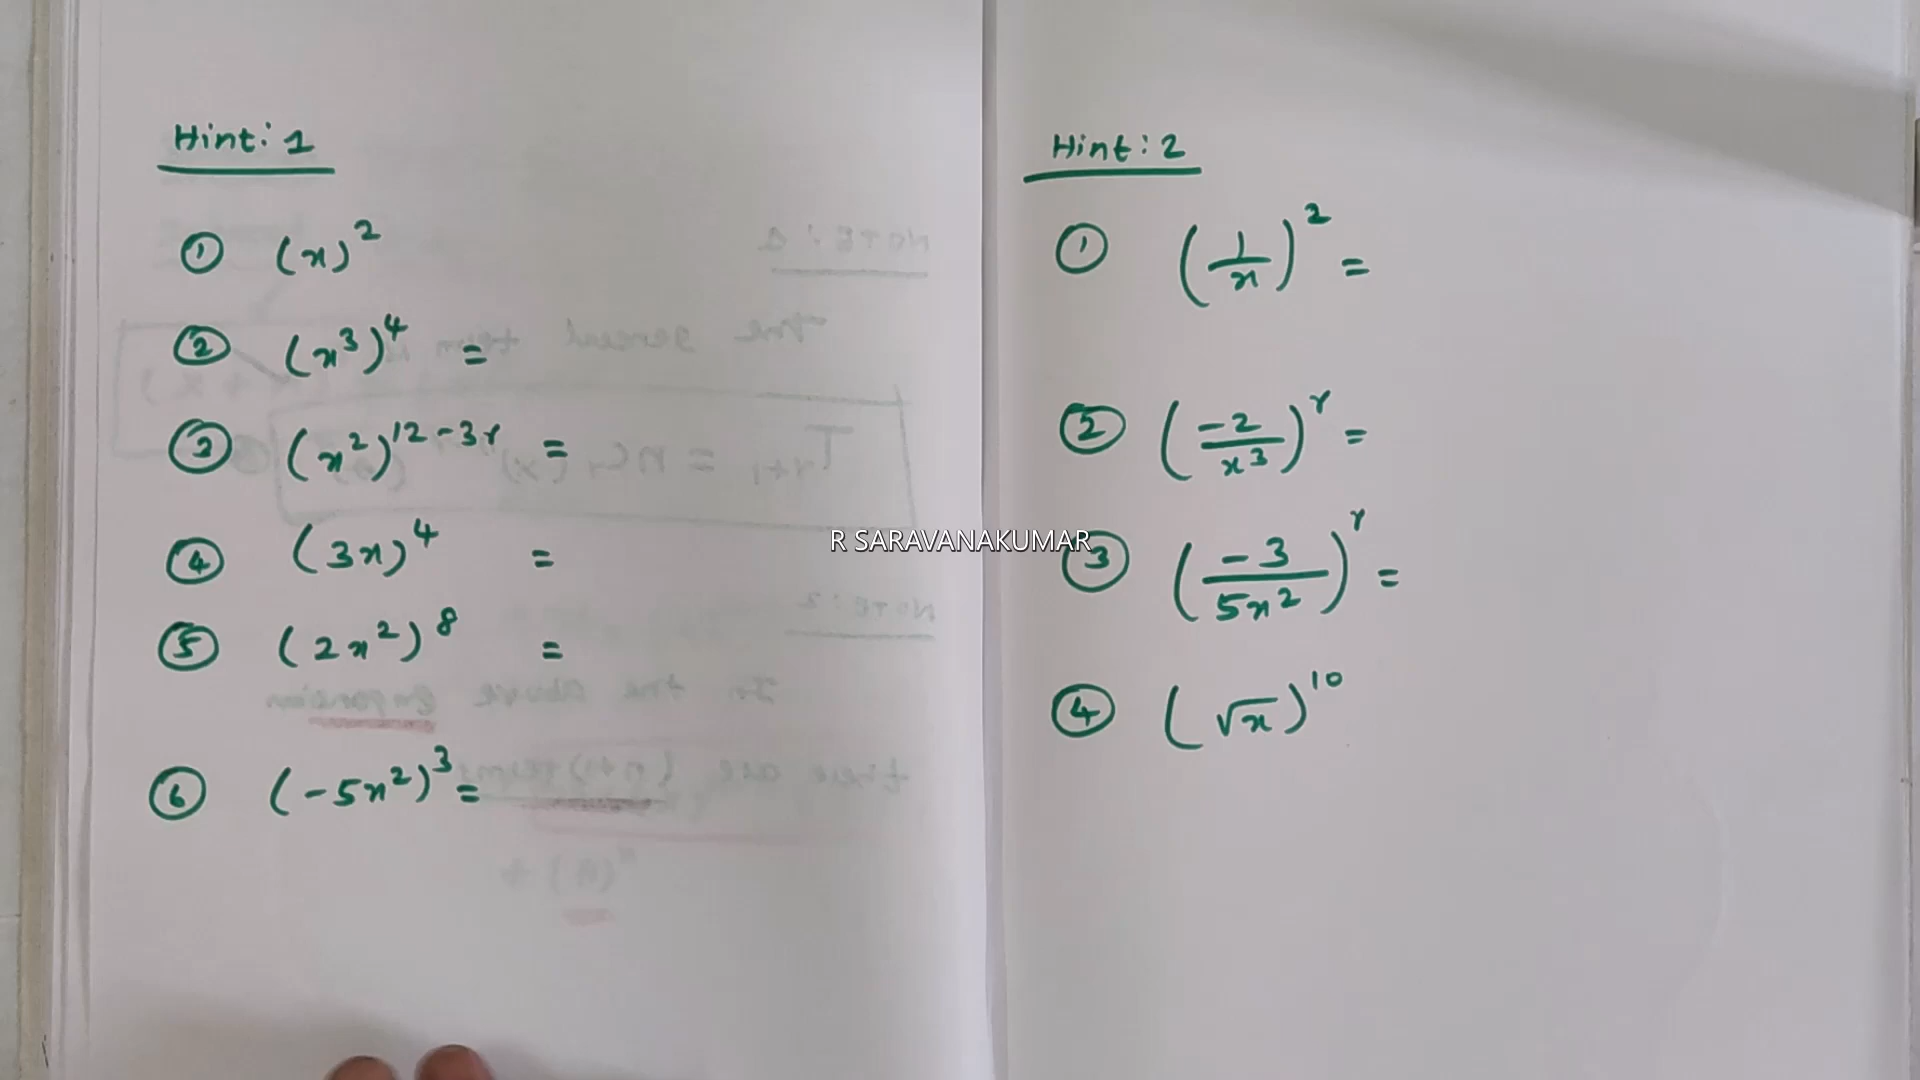 Hint: 1
① (x)²
② (x³)⁴ =
③ (x²)¹²⁻³ʳ =
④ (3x)⁴ =
⑤ (2x²)⁸ =
⑥ (-5x²)³ =
Hint: 2
① (1/x)² =
② (-2/x³)ʳ =
R SARAVANAKUMAR
③ (-3/5x²)ʳ =
④ (√x)¹⁰